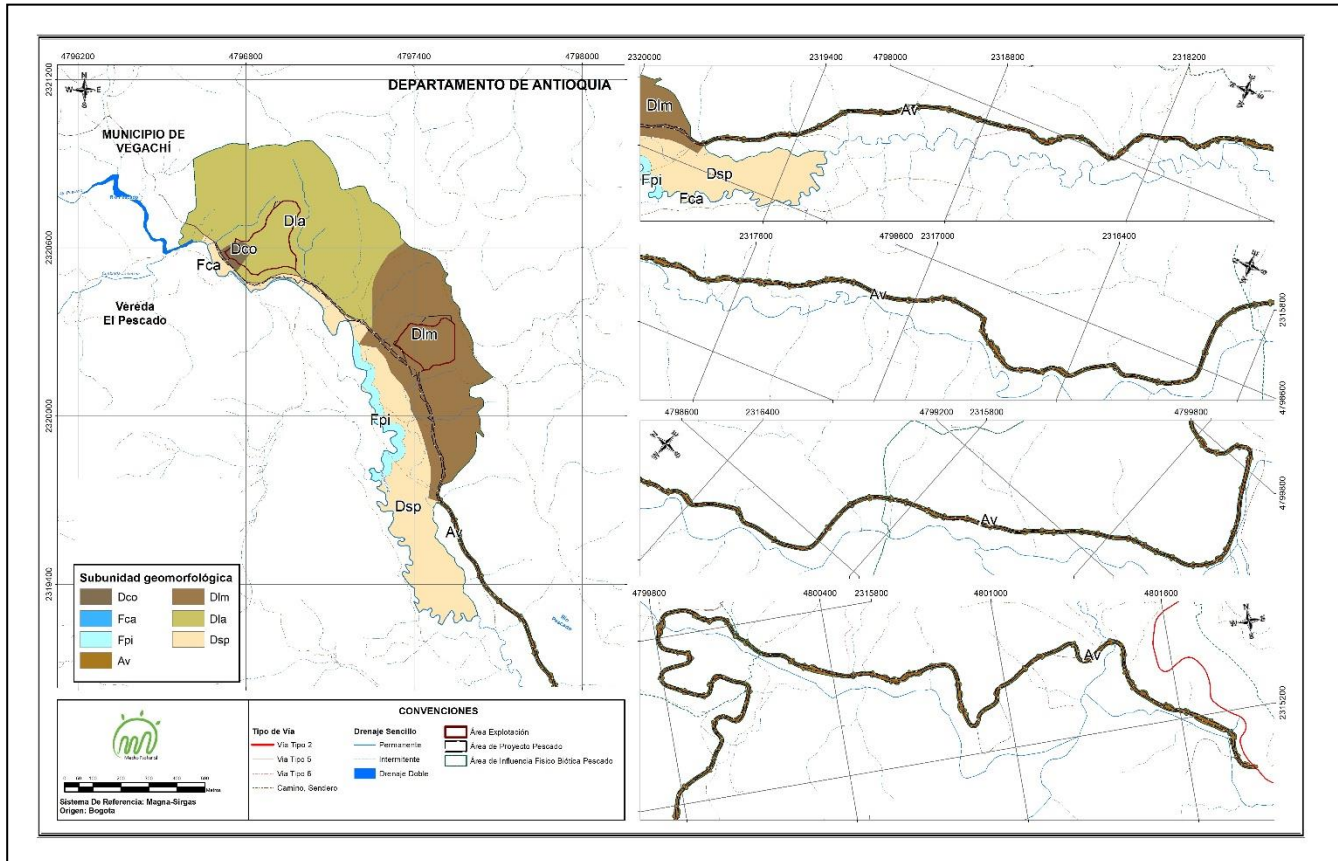 4796200 4796800 4797400 4798000
2321200
2320600
2320000
2319400
N
W E
S
DEPARTAMENTO DE ANTIOQUIA
MUNICIPIO DE
VEGACHÍ
Dla
Dco
Fca
Vereda
El Pescado
Dlm
Fpi
Dsp
Av
Río
Pescado
Subunidad geomorfológica
Dco Dlm
Fca Dla
Fpi Dsp
Av
2320000 2319400 4798000 2318800 2318200
Dlm
Av
Dsp
Fpi
Fca
2317600 4798600 2317000 2316400
Av
2315800
4798600
4798600 2316400 4799200 2315800 4799800
Av
4799800
4799800 4800400 2315800 4801000 4801600
Av
2315200
Sistema De Referencia: Magna-Sirgas
Origen: Bogota
CONVENCIONES
Tipo de Vía
Vía Tipo 2
Vía Tipo 5
Vía Tipo 6
Camino, Sendero
Drenaje Sencillo
Permanente
Intermitente
Drenaje Doble
Área Explotación
Área de Proyecto Pescado
Área de Influencia Físico Biótica Pescado